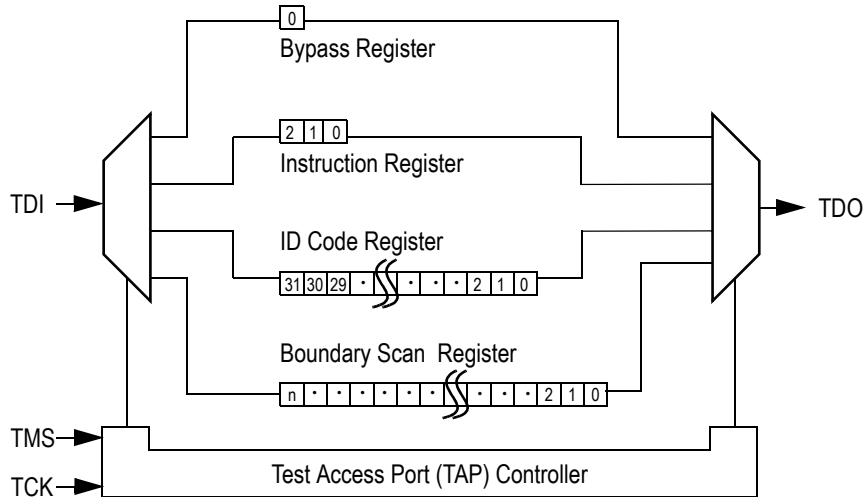 0
Bypass Register
2 1 0
Instruction Register
TDI
TDO
ID Code Register
31 30 29 · · · · 2 1 0
Boundary Scan Register
n · · · · · · · · · 2 1 0
TMS
Test Access Port (TAP) Controller
TCK